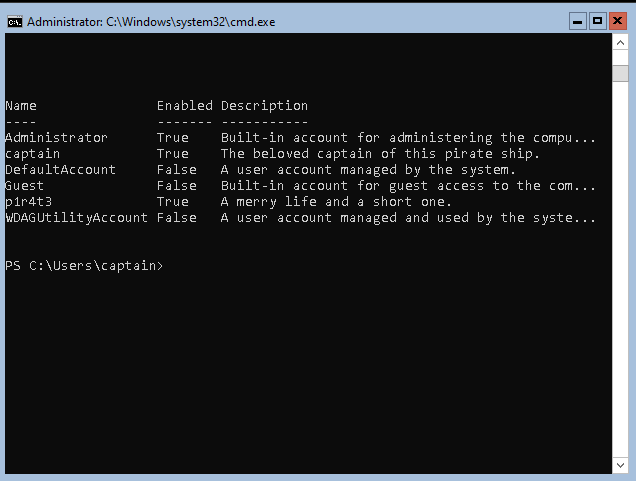 Administrator: C:\Windows\system32\cmd.exe
Name Enabled Description
---- ------- -----------
Administrator True Built-in account for administering the compu...
captain True The beloved captain of this pirate ship.
DefaultAccount False A user account managed by the system.
Guest False Built-in account for guest access to the com...
p1r4t3 True A merry life and a short one.
WDAGUtilityAccount False A user account managed and used by the syste...
PS C:\Users\captain>